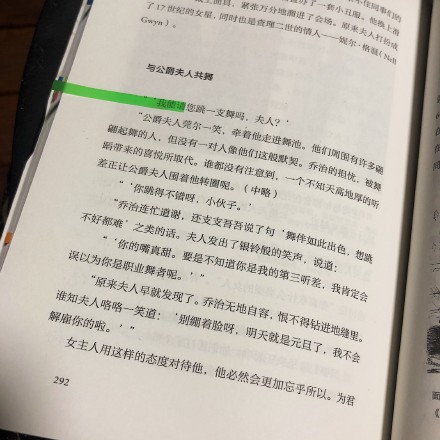 了17世纪的女星，同时也是查理二世的情人——妮尔·格温（Nell
Gwyn）。
与公爵夫人共舞
“‘我能请您跳一支舞吗，夫人？’
“公爵夫人莞尔一笑，牵着他走进舞池。他们周围有许多翩
翩起舞的人，但没有一对人像他们这般默契。乔治的担忧，被舞
蹈带来的喜悦所取代。谁都没有注意到，一个不知天高地厚的听
差正让公爵夫人围着他转圈呢。（中略）
“‘你跳得不错呀，小伙子。’
“乔治连忙道谢，还支支吾吾说了句‘舞伴如此出色，想跳
不好都难’之类的话。夫人发出了银铃般的笑声，说道：
“‘你的嘴真甜。要是不知道你是我的第三听差，我肯定会
误以为你是职业舞者呢。’”
“原来夫人早就发现了。乔治无地自容，恨不得钻进地缝里。
谁知夫人咯咯一笑道：‘别绷着脸呀，明天就是元旦了，我不会
解雇你的啦。’”
女主人用这样的态度对待他，他必然会更加忘乎所以。为君
292